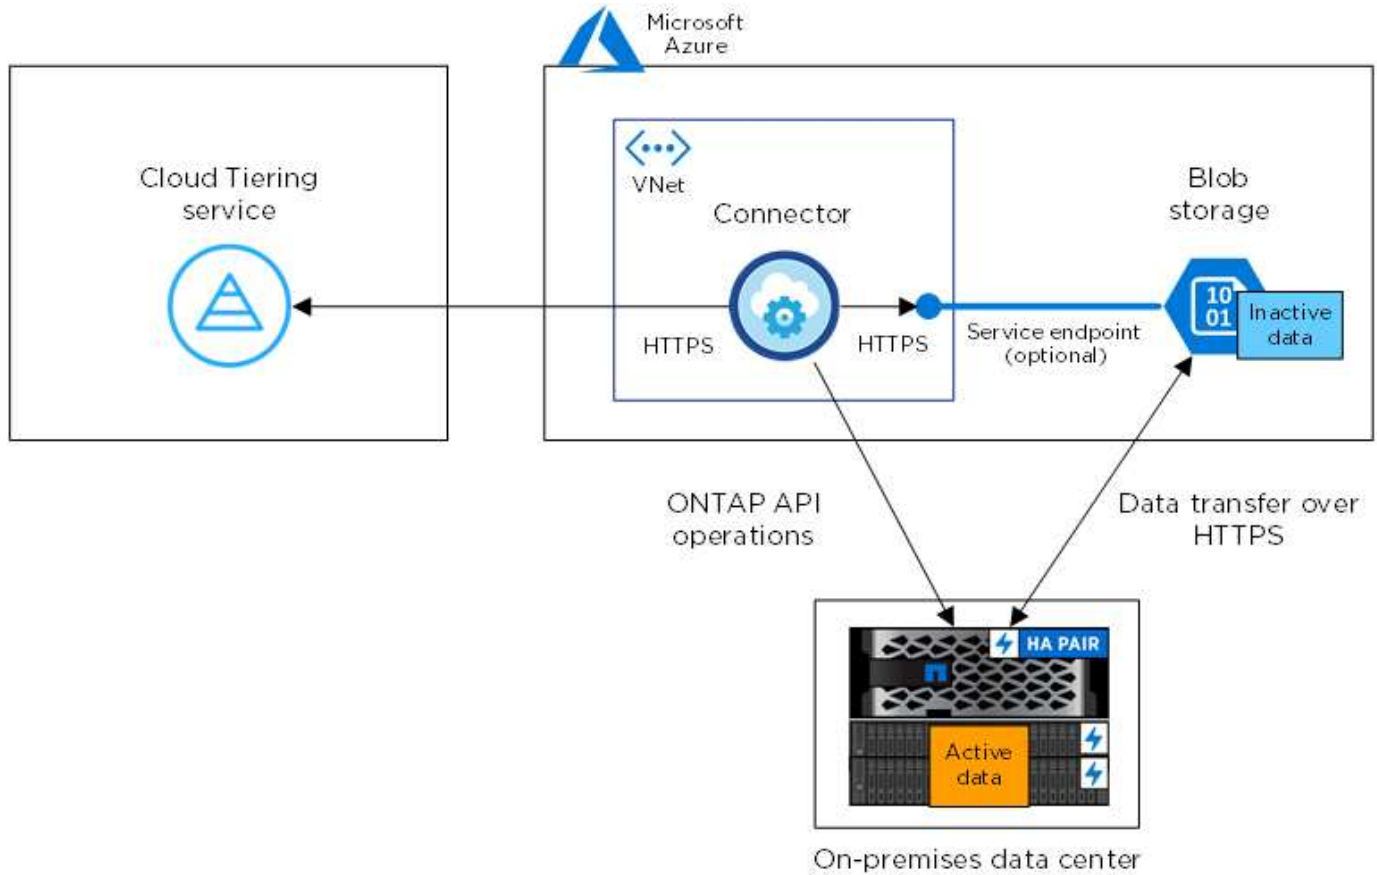 Microsoft
Azure
Cloud Tiering
service
VNet
Connector
Blob
storage
10
01
Inactive
data
HTTPS
HTTPS
Service endpoint
(optional)
ONTAP API
operations
Data transfer over
HTTPS
HA PAIR
Active
data
On-premises data center